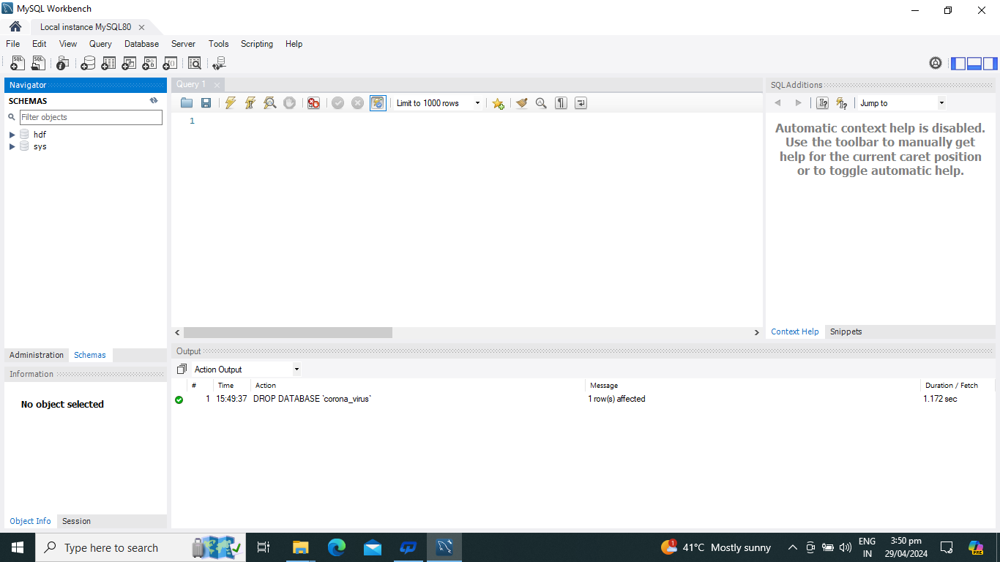 MySQL Workbench
Local instance MySQL80
File Edit View Query Database Server Tools Scripting Help
Navigator
SCHEMAS
Filter objects
hdf
sys
Administration Schemas
Information
No object selected
Object Info Session
Query 1
Limit to 1000 rows
1
SQLAdditions
Jump to
Automatic context help is disabled.
Use the toolbar to manually get
help for the current caret position
or to toggle automatic help.
Context Help Snippets
Output
Action Output
# Time Action Message Duration / Fetch
1 15:49:37 DROP DATABASE `corona_virus` 1 row(s) affected 1.172 sec
Type here to search
1
41°C Mostly sunny
ENG
IN
3:50 pm
29/04/2024
PRE